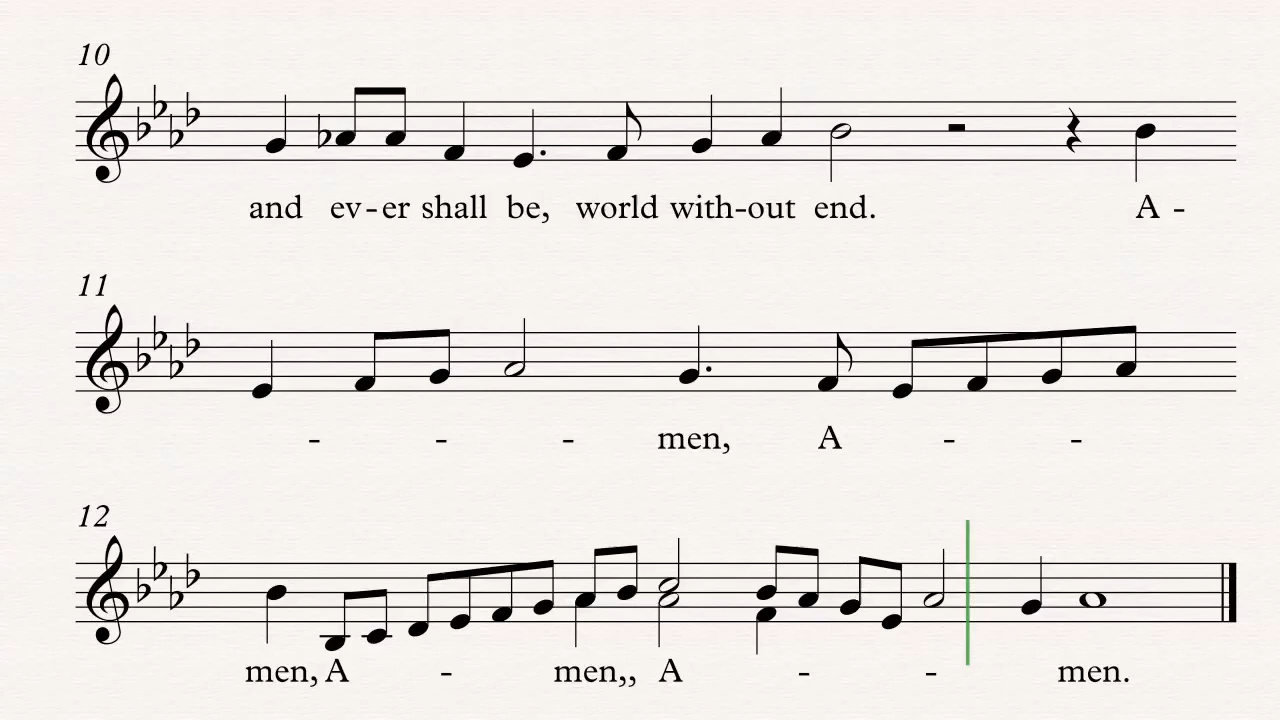 10
and ev-er shall be, world with-out end. A -
11
- - - men, A - -
12
men, A - men,, A - - men.